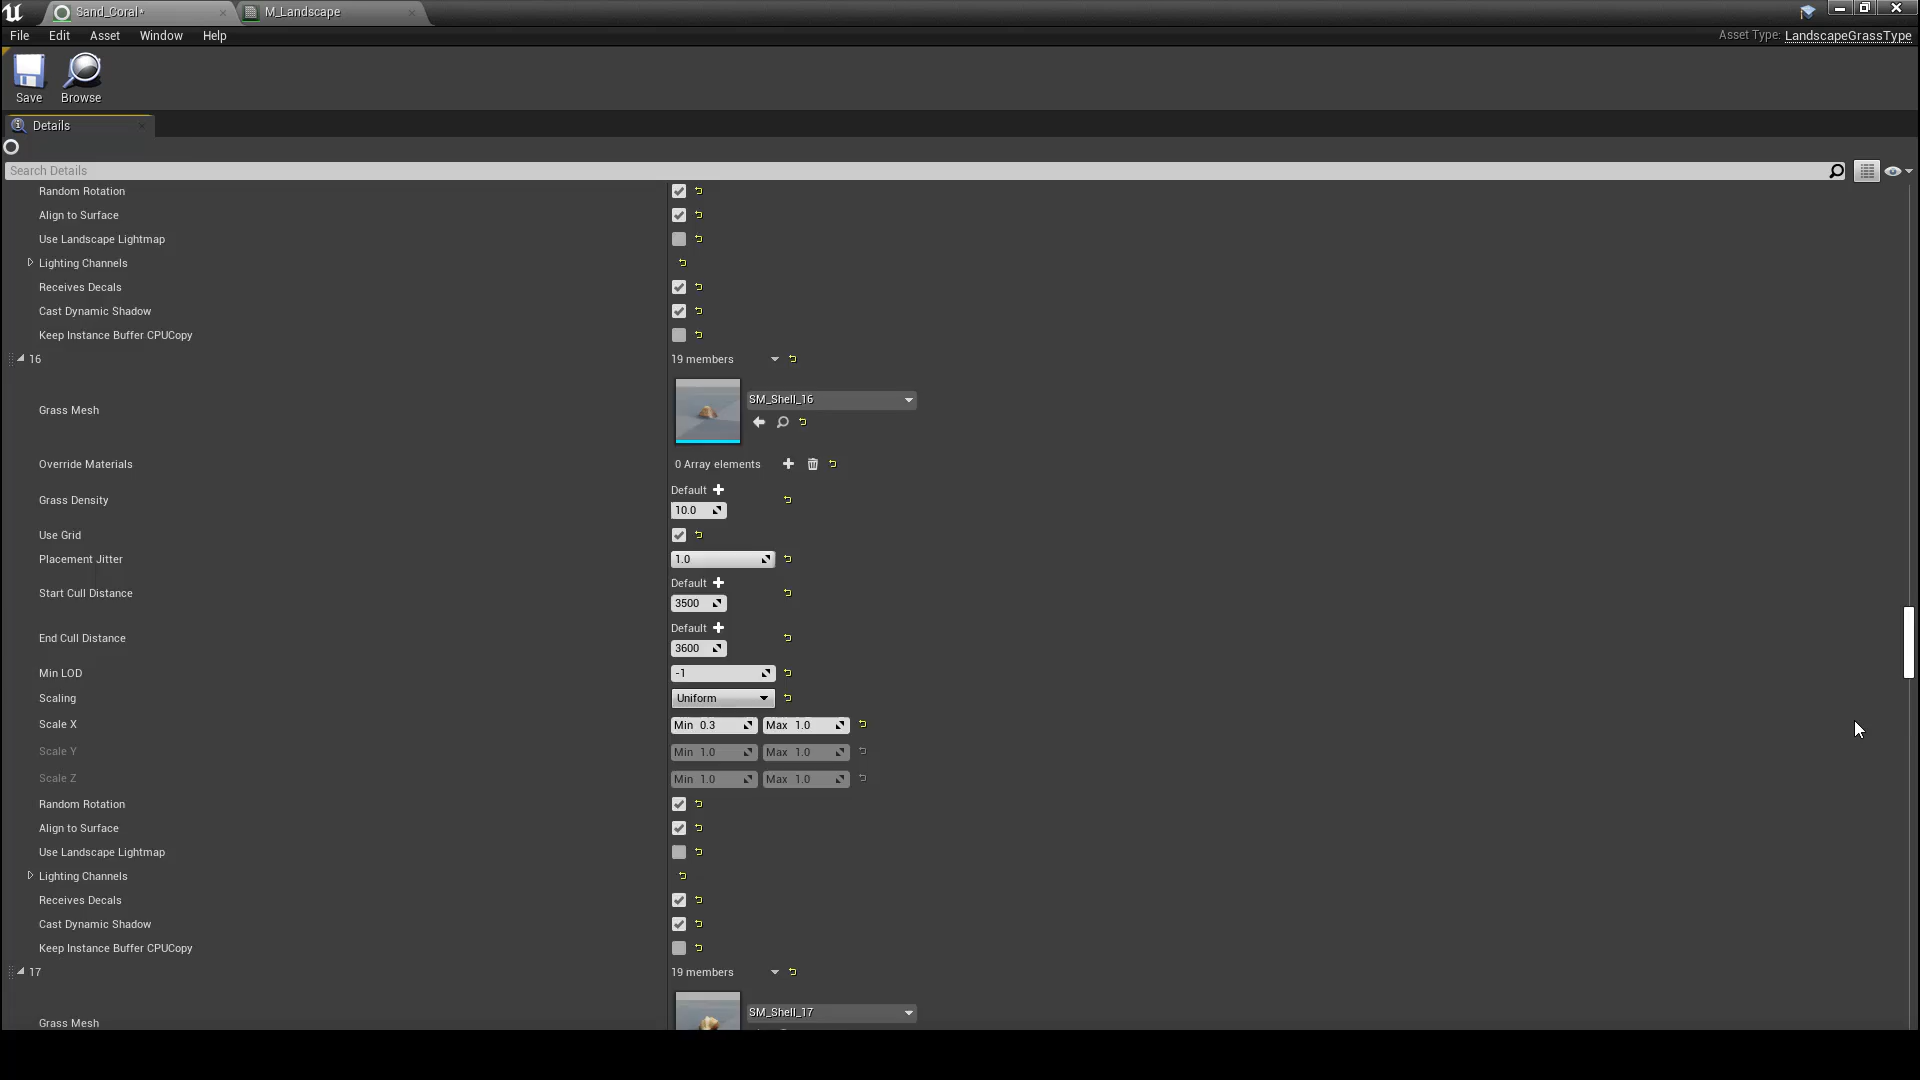 Sand_Coral*
M_Landscape
File Edit Asset Window Help
Asset Type: LandscapeGrassType
Save Browse
Details
Search Details
Random Rotation
Align to Surface
Use Landscape Lightmap
Lighting Channels
Receives Decals
Cast Dynamic Shadow
Keep Instance Buffer CPUCopy
16 19 members
Grass Mesh SM_Shell_16
Override Materials 0 Array elements
Grass Density Default 10.0
Use Grid
Placement Jitter 1.0
Start Cull Distance Default 3500
End Cull Distance Default 3600
Min LOD -1
Scaling Uniform
Scale X Min 0.3 Max 1.0
Scale Y Min 1.0 Max 1.0
Scale Z Min 1.0 Max 1.0
Random Rotation
Align to Surface
Use Landscape Lightmap
Lighting Channels
Receives Decals
Cast Dynamic Shadow
Keep Instance Buffer CPUCopy
17 19 members
Grass Mesh SM_Shell_17